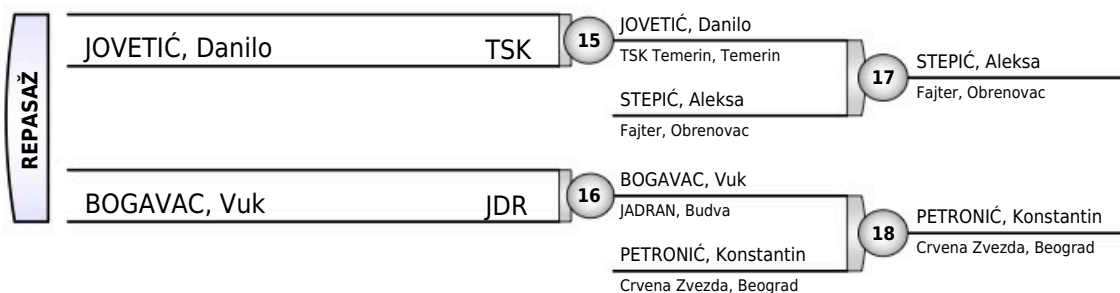 REPASAŽ
JOVETIĆ, Danilo TSK
15
JOVETIĆ, Danilo
TSK Temerin, Temerin
STEPIĆ, Aleksa
Fajter, Obrenovac
17
STEPIĆ, Aleksa
Fajter, Obrenovac
BOGAVAC, Vuk JDR
16
BOGAVAC, Vuk
JADRAN, Budva
PETRONIĆ, Konstantin
Crvena Zvezda, Beograd
18
PETRONIĆ, Konstantin
Crvena Zvezda, Beograd